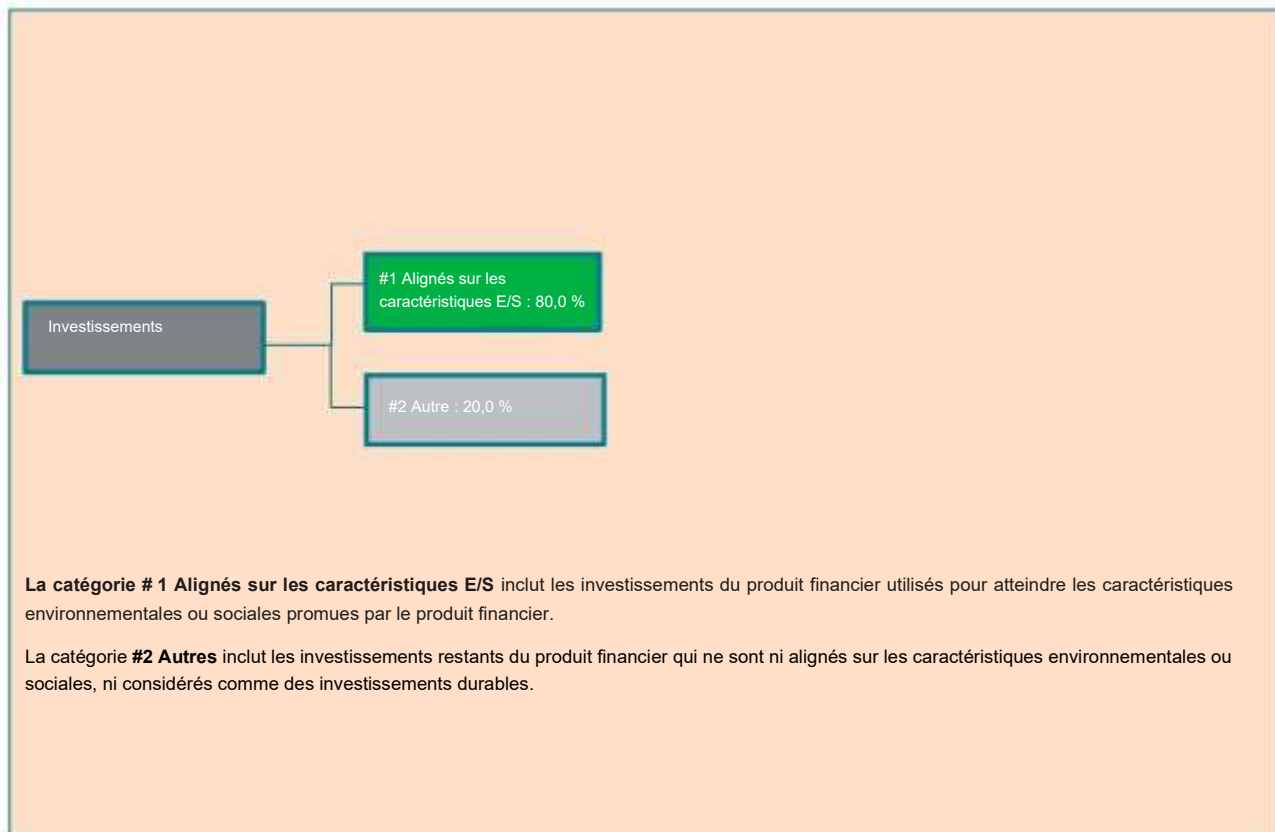 #1 Alignés sur les
caractéristiques E/S : 80,0 %
Investissements
#2 Autre : 20,0 %
La catégorie # 1 Alignés sur les caractéristiques E/S inclut les investissements du produit financier utilisés pour atteindre les caractéristiques
environnementales ou sociales promues par le produit financier.
La catégorie #2 Autres inclut les investissements restants du produit financier qui ne sont ni alignés sur les caractéristiques environnementales ou
sociales, ni considérés comme des investissements durables.